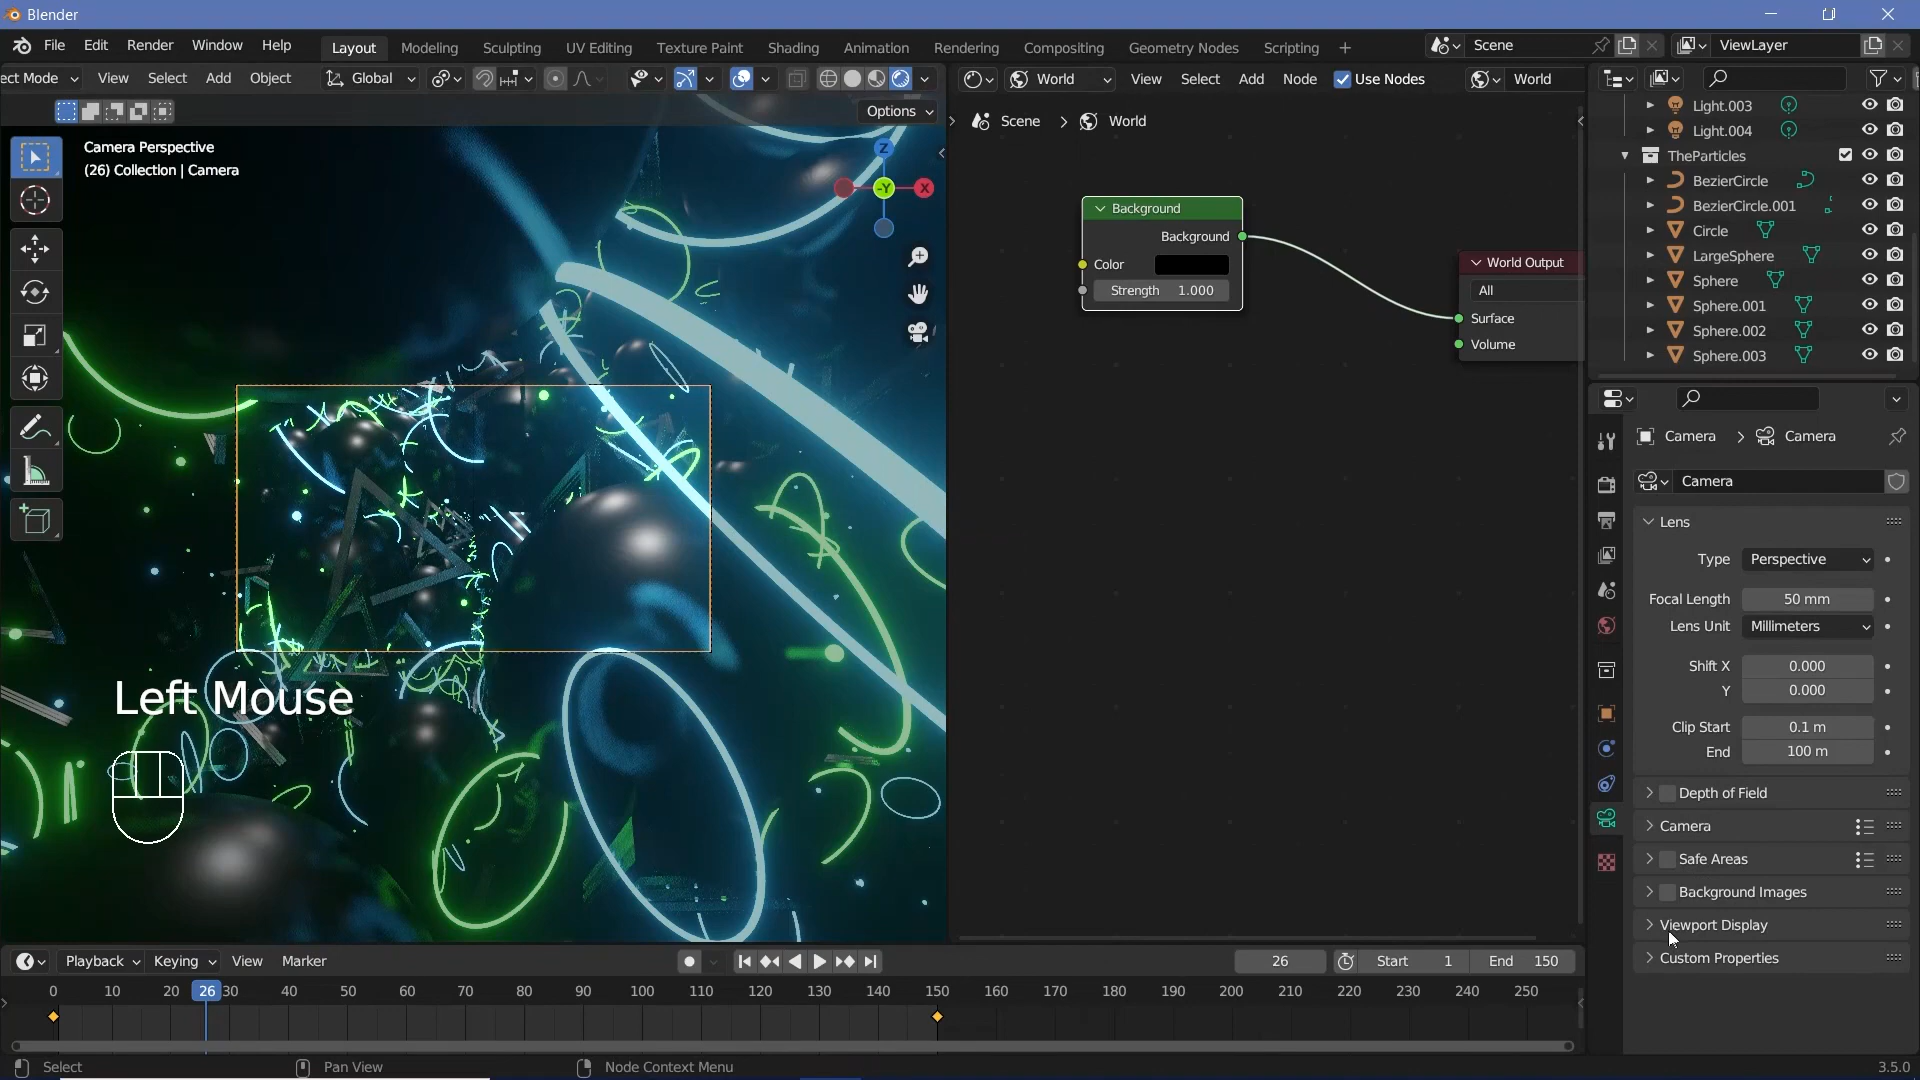 Blender
File Edit Render Window Help
Layout Modeling Sculpting UV Editing Texture Paint Shading Animation Rendering Compositing Geometry Nodes Scripting +
Scene
ViewLayer
ect Mode View Select Add Object Global
Options
World View Select Add Node Use Nodes World
Scene > World
Camera Perspective
(26) Collection | Camera
Z
-Y
X
Background
Background
Color
Strength 1.000
World Output
All
Surface
Volume
Light.003
Light.004
TheParticles
BezierCircle
BezierCircle.001
Circle
LargeSphere
Sphere
Sphere.001
Sphere.002
Sphere.003
Camera > Camera
Camera
Lens
Type Perspective
Focal Length 50 mm
Lens Unit Millimeters
Shift X 0.000
Y 0.000
Clip Start 0.1 m
End 100 m
Depth of Field
Camera
Safe Areas
Background Images
Viewport Display
Custom Properties
Left Mouse
Playback Keying View Marker
26 Start 1 End 150
0 10 20 26 30 40 50 60 70 80 90 100 110 120 130 140 150 160 170 180 190 200 210 220 230 240 250
Select Pan View Node Context Menu 3.5.0